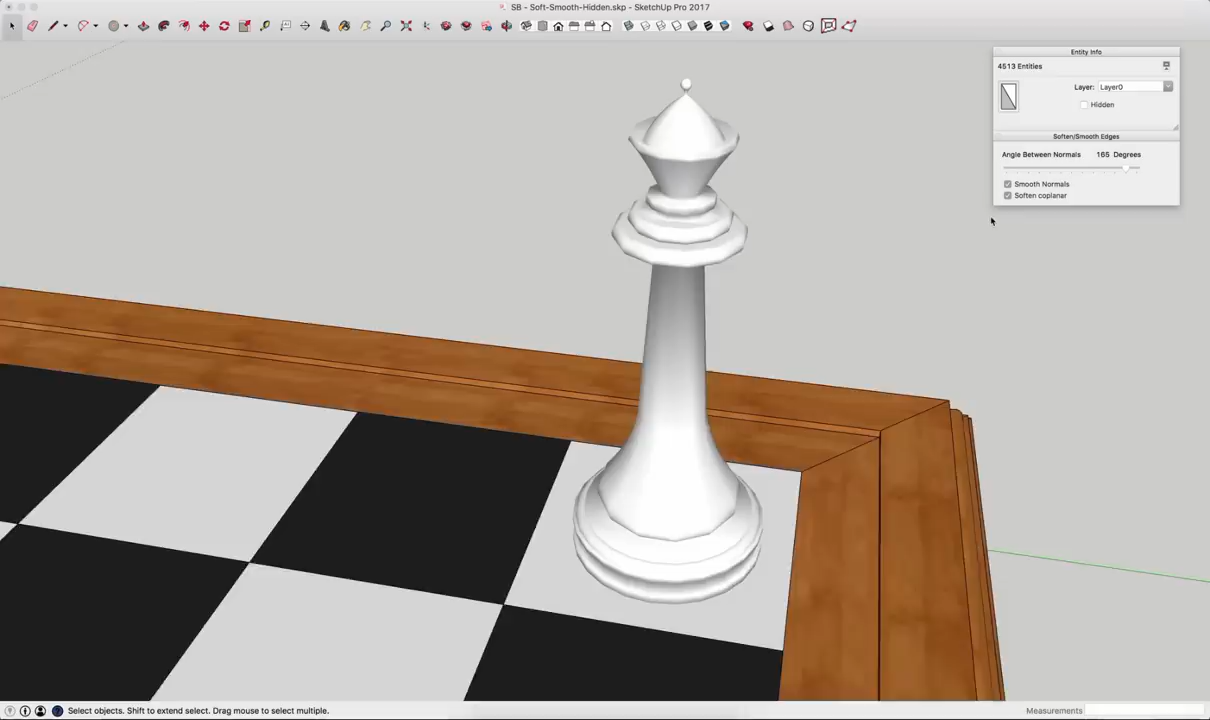 SB - Soft-Smooth-Hidden.skp - SketchUp Pro 2017
Entity Info
4513 Entities
Layer: Layer0
Hidden
Soften/Smooth Edges
Angle Between Normals 165 Degrees
Smooth Normals
Soften coplanar
Select objects. Shift to extend select. Drag mouse to select multiple.
Measurements